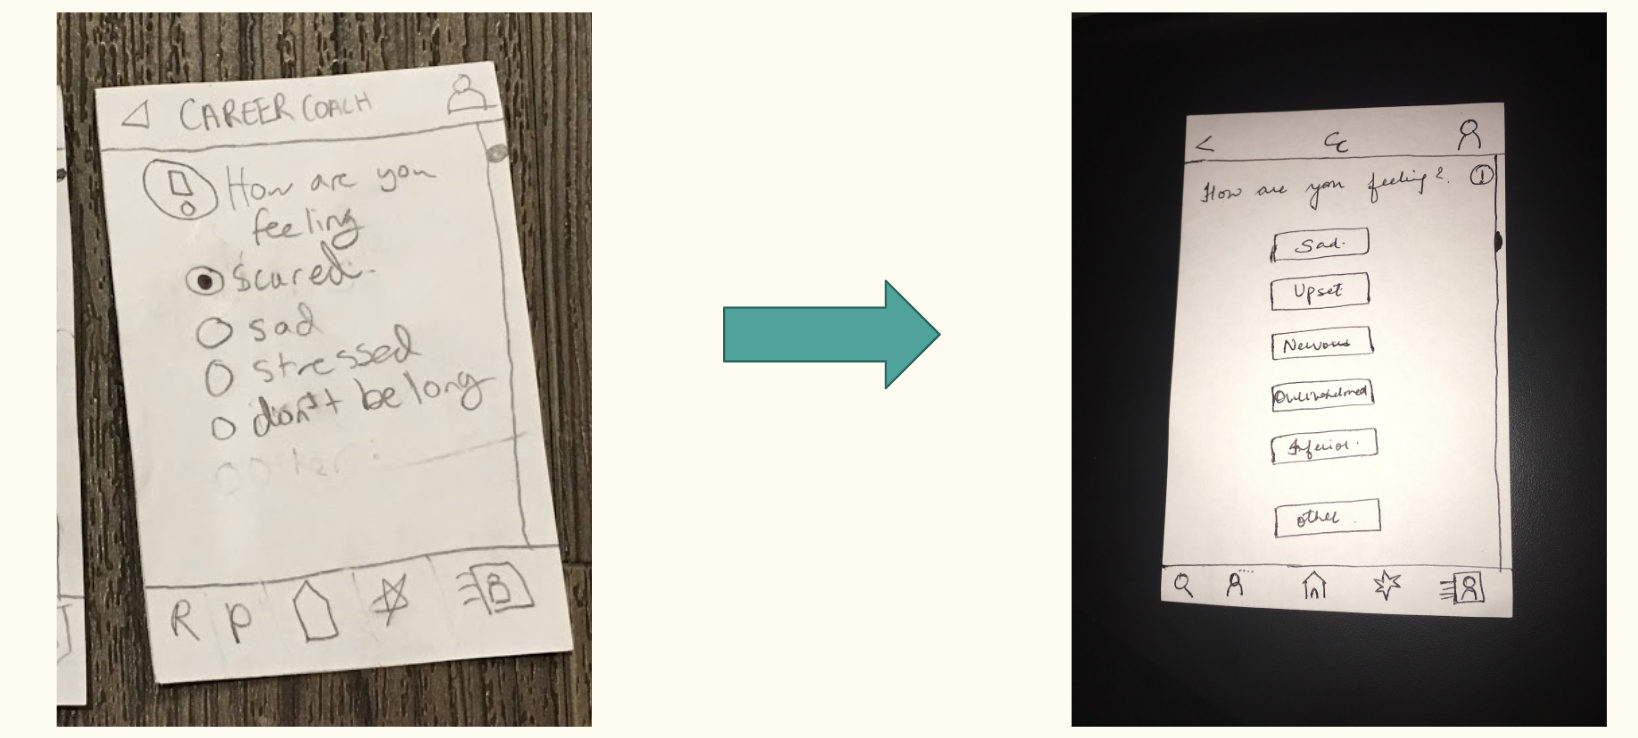 CAREER COACH
How are you
feeling
scared
sad
stressed
don't belong
R P
B
CC
How are you feeling?
Sad.
Upset
Nervous
Overwhelmed
Inferior.
other